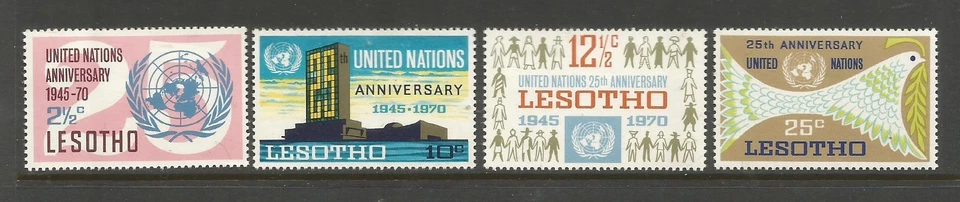 UNITED NATIONS
ANNIVERSARY
1945-70
2½c
LESOTHO
th UNITED NATIONS
ANNIVERSARY
1945·1970
LESOTHO 10c
12½c
UNITED NATIONS 25th ANNIVERSARY
LESOTHO
1945 1970
25th ANNIVERSARY
UNITED NATIONS
25c
LESOTHO